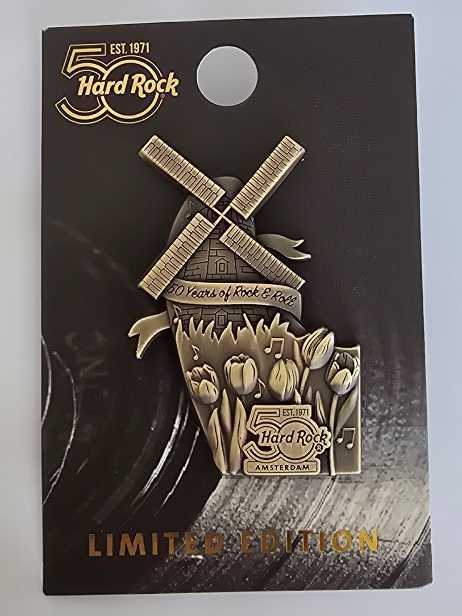 EST. 1971
50
Hard Rock
50 Years of Rock & Roll
EST. 1971
50
Hard Rock
AMSTERDAM
LIMITED EDITION